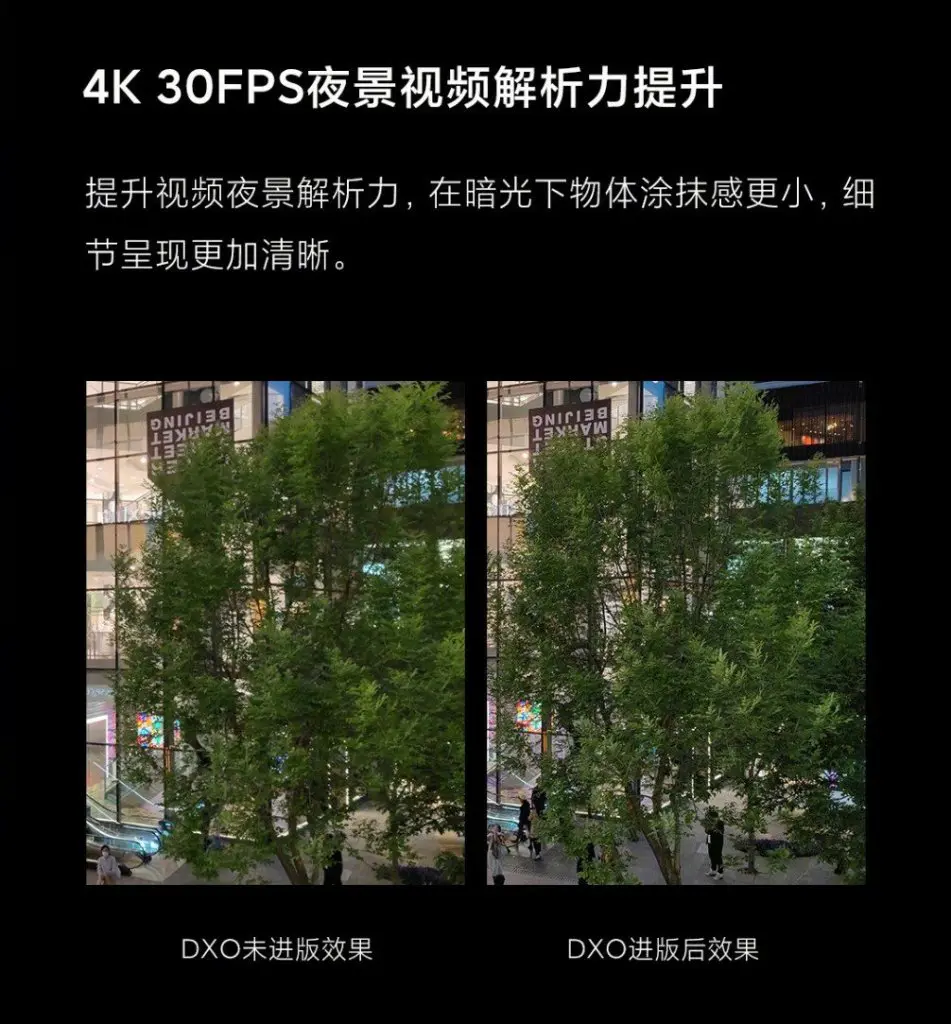 4K 30FPS夜景视频解析力提升
提升视频夜景解析力，在暗光下物体涂抹感更小，细
节呈现更加清晰。
BEIJING
MARKET
BEIJING
MARKET
DXO未进版效果
DXO进版后效果